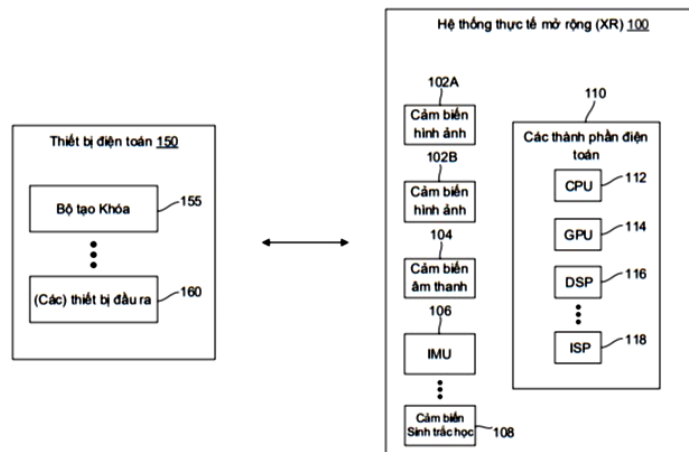 Hệ thống thực tế mở rộng (XR) 100
102A
Cảm biến
hình ảnh
102B
Cảm biến
hình ảnh
104
Cảm biến
âm thanh
106
IMU
Cảm biến
Sinh trắc học
108
110
Các thành phần điện
toán
CPU
112
GPU
114
DSP
116
ISP
118
Thiết bị điện toán 150
Bộ tạo Khóa
155
(Các) thiết bị đầu ra
160